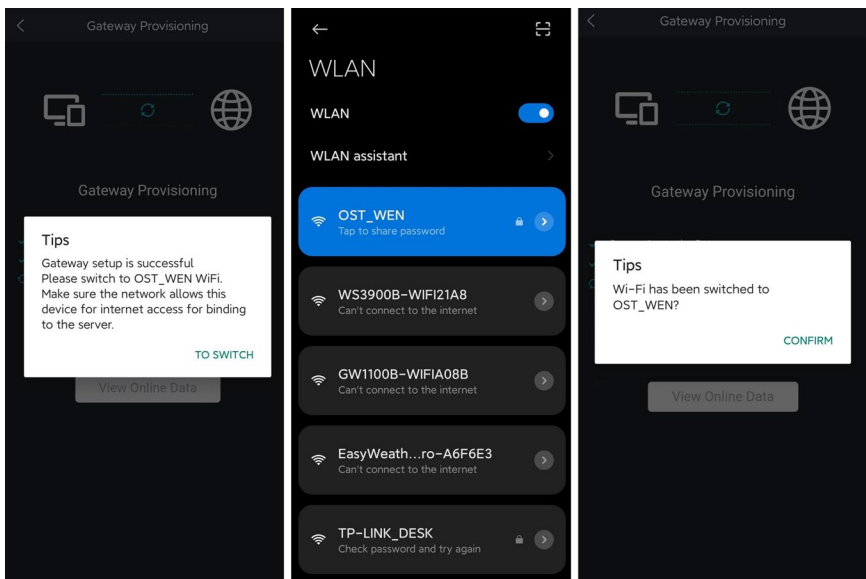 Gateway Provisioning
Gateway Provisioning
Tips
Gateway setup is successful
Please switch to OST_WEN WiFi.
Make sure the network allows this
device for internet access for binding
to the server.
TO SWITCH
View Online Data
WLAN
WLAN
WLAN assistant
OST_WEN
Tap to share password
WS3900B-WIFI21A8
Can't connect to the internet
GW1100B-WIFIA08B
Can't connect to the internet
EasyWeath...ro-A6F6E3
Can't connect to the internet
TP-LINK_DESK
Check password and try again
Gateway Provisioning
Gateway Provisioning
Tips
Wi-Fi has been switched to
OST_WEN?
CONFIRM
View Online Data